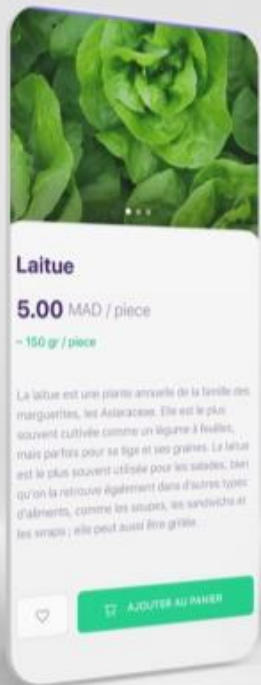 Laitue
5.00 MAD / piece
~ 150 gr / piece
La laitue est une plante annuelle de la famille des
marguerites, les Asteraceae. Elle est le plus
souvent cultivée comme un légume à feuilles,
mais parfois pour sa tige et ses graines. La laitue
est le plus souvent utilisée pour les salades, bien
qu'on la retrouve également dans d'autres types
d'aliments, comme les soupes, les sandwichs et
les wraps ; elle peut aussi être grillée.
AJOUTER AU PANIER